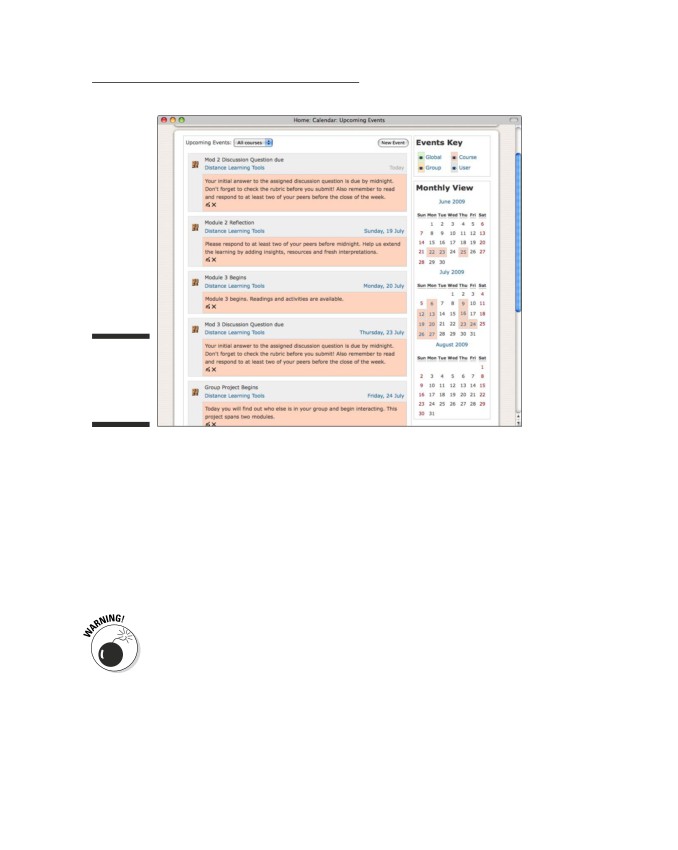 Home: Calendar: Upcoming Events
Upcoming Events: All courses
New Event
Mod 2 Discussion Question due
Distance Learning Tools Today
Your initial answer to the assigned discussion question is due by midnight.
Don't forget to check the rubric before you submit! Also remember to read
and respond to at least two of your peers before the close of the week.
Module 2 Reflection
Distance Learning Tools Sunday, 19 July
Please respond to at least two of your peers before midnight. Help us extend
the learning by adding insights, resources and fresh interpretations.
Module 3 Begins
Distance Learning Tools Monday, 20 July
Module 3 begins. Readings and activities are available.
Mod 3 Discussion Question due
Distance Learning Tools Thursday, 23 July
Your initial answer to the assigned discussion question is due by midnight.
Don't forget to check the rubric before you submit! Also remember to read
and respond to at least two of your peers before the close of the week.
Group Project Begins
Distance Learning Tools Friday, 24 July
Today you will find out who else is in your group and begin interacting. This
project spans two modules.
Events Key
Global Course
Group User
Monthly View
June 2009
Sun Mon Tue Wed Thu Fri Sat
1 2 3 4 5 6
7 8 9 10 11 12 13
14 15 16 17 18 19 20
21 22 23 24 25 26 27
28 29 30
July 2009
Sun Mon Tue Wed Thu Fri Sat
1 2 3 4
5 6 7 8 9 10 11
12 13 14 15 16 17 18
19 20 21 22 23 24 25
26 27 28 29 30 31
August 2009
Sun Mon Tue Wed Thu Fri Sat
1
2 3 4 5 6 7 8
9 10 11 12 13 14 15
16 17 18 19 20 21 22
23 24 25 26 27 28 29
30 31
WARNING!